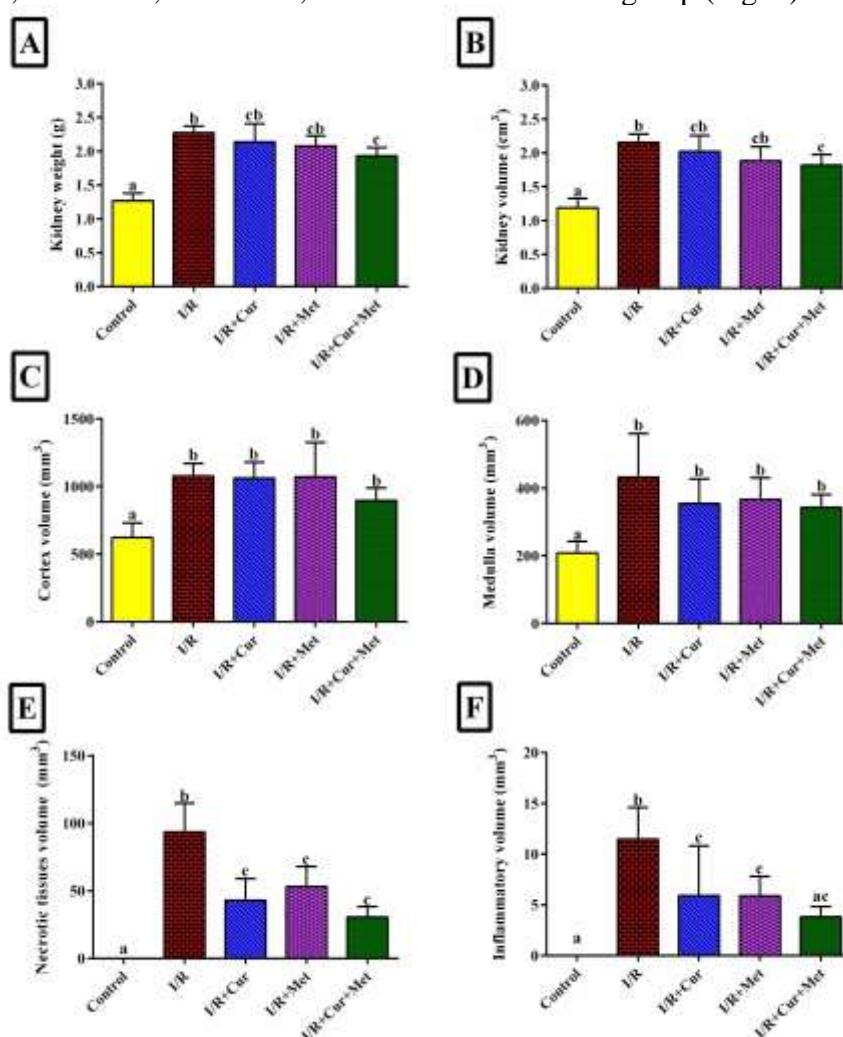 A
Kidney weight (g)
3.0
2.5
2.0
1.5
1.0
0.5
0.0
a
b
cb
cb
c
Control
I/R
I/R+Cur
I/R+Met
I/R+Cur+Met
B
Kidney volume (cm³)
3.0
2.5
2.0
1.5
1.0
0.5
0.0
a
b
cb
cb
c
Control
I/R
I/R+Cur
I/R+Met
I/R+Cur+Met
C
Cortex volume (mm³)
1500
1000
500
0
a
b
b
b
b
Control
I/R
I/R+Cur
I/R+Met
I/R+Cur+Met
D
Medulla volume (mm³)
600
400
200
0
a
b
b
b
b
Control
I/R
I/R+Cur
I/R+Met
I/R+Cur+Met
E
Necrotic tissues volume (mm³)
150
100
50
0
a
b
c
c
c
Control
I/R
I/R+Cur
I/R+Met
I/R+Cur+Met
F
Inflammatory volume (mm³)
20
15
10
5
0
a
b
c
c
ac
Control
I/R
I/R+Cur
I/R+Met
I/R+Cur+Met